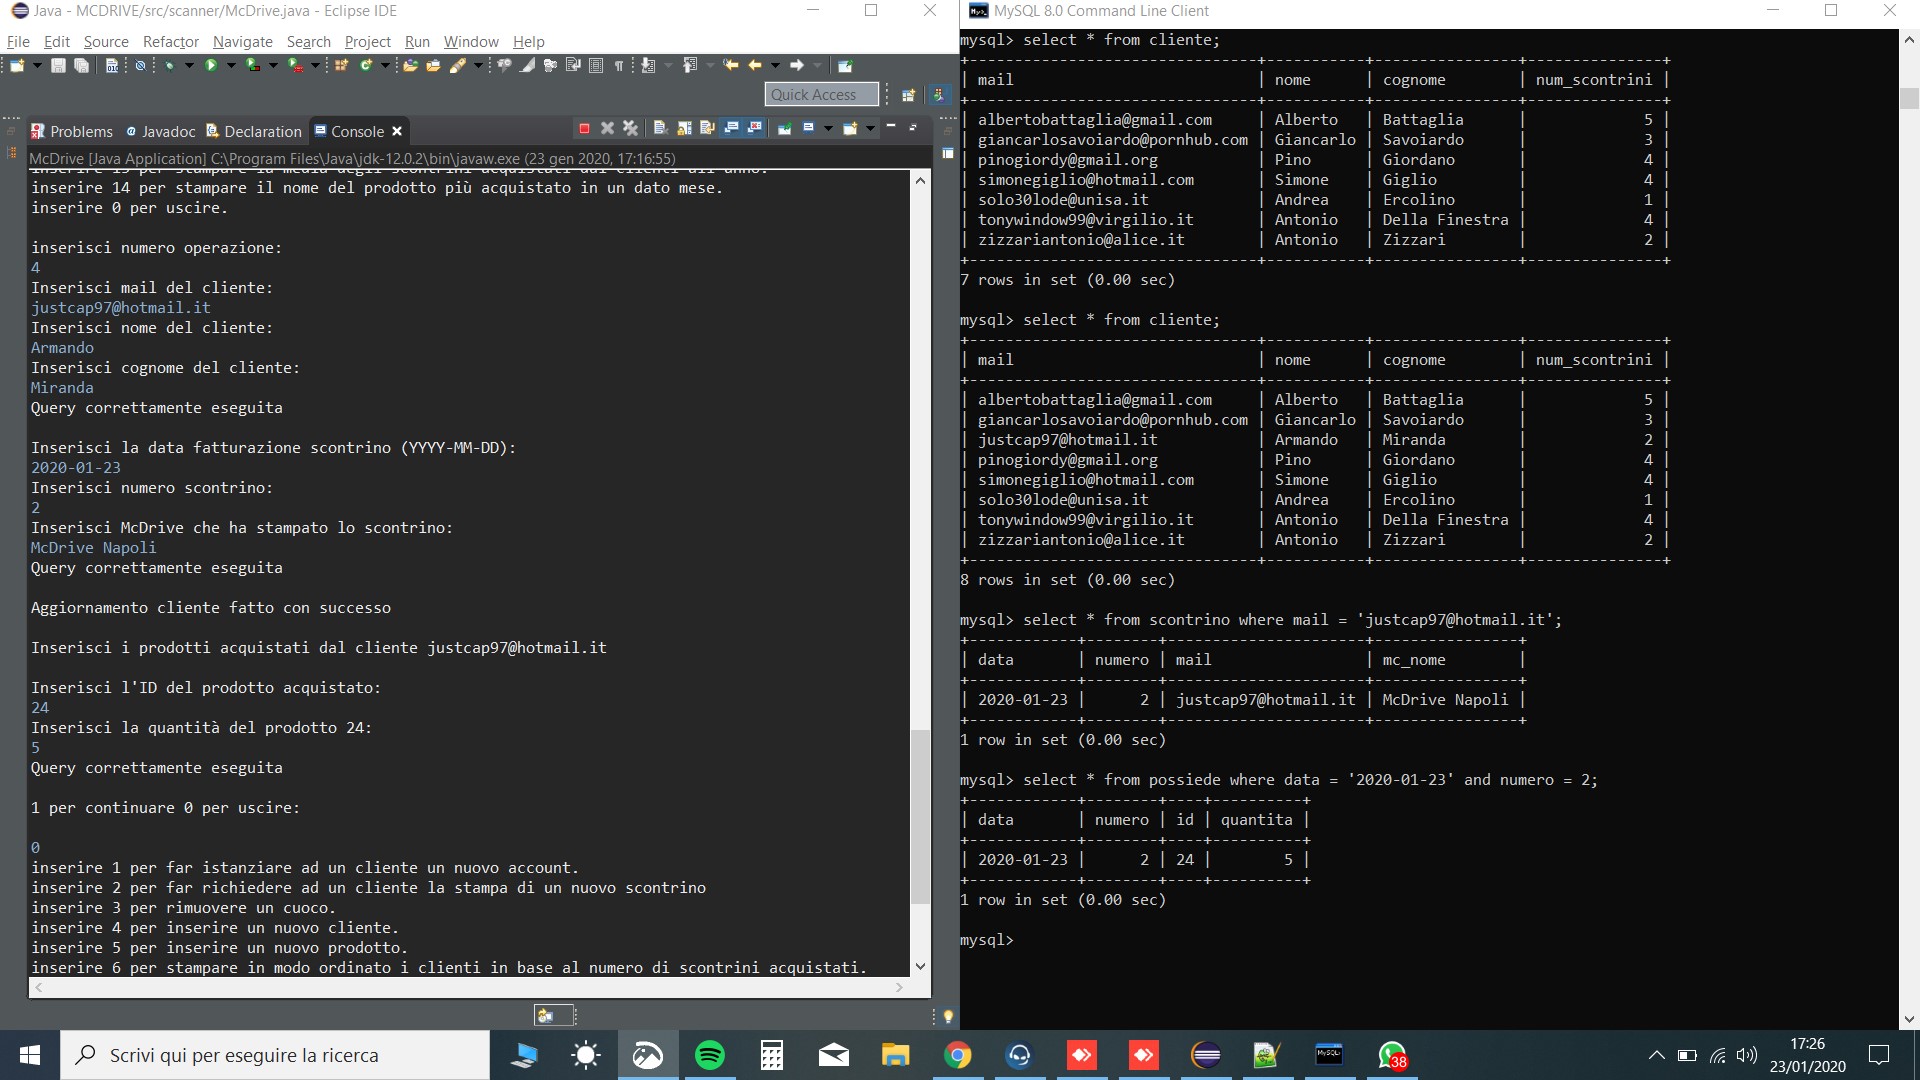 Java - MCDRIVE/src/scanner/McDrive.java - Eclipse IDE
File Edit Source Refactor Navigate Search Project Run Window Help
Quick Access
Problems Javadoc Declaration Console
McDrive [Java Application] C:\Program Files\Java\jdk-12.0.2\bin\javaw.exe (23 gen 2020, 17:16:55)
inserire 13 per stampare la media degli scontrini acquistati dai clienti all'anno.
inserire 14 per stampare il nome del prodotto più acquistato in un dato mese.
inserire 0 per uscire.
inserisci numero operazione:
4
Inserisci mail del cliente:
justcap97@hotmail.it
Inserisci nome del cliente:
Armando
Inserisci cognome del cliente:
Miranda
Query correttamente eseguita
Inserisci la data fatturazione scontrino (YYYY-MM-DD):
2020-01-23
Inserisci numero scontrino:
2
Inserisci McDrive che ha stampato lo scontrino:
McDrive Napoli
Query correttamente eseguita
Aggiornamento cliente fatto con successo
Inserisci i prodotti acquistati dal cliente justcap97@hotmail.it
Inserisci l'ID del prodotto acquistato:
24
Inserisci la quantità del prodotto 24:
5
Query correttamente eseguita
1 per continuare 0 per uscire:
0
inserire 1 per far istanziare ad un cliente un nuovo account.
inserire 2 per far richiedere ad un cliente la stampa di un nuovo scontrino
inserire 3 per rimuovere un cuoco.
inserire 4 per inserire un nuovo cliente.
inserire 5 per inserire un nuovo prodotto.
inserire 6 per stampare in modo ordinato i clienti in base al numero di scontrini acquistati.
MySQL 8.0 Command Line Client
mysql> select * from cliente;
+--------------------------------+-----------+----------------+---------------+
| mail | nome | cognome | num_scontrini |
+--------------------------------+-----------+----------------+---------------+
| albertobattaglia@gmail.com | Alberto | Battaglia | 5 |
| giancarlosavoiardo@pornhub.com | Giancarlo | Savoiardo | 3 |
| pinogiordy@gmail.org | Pino | Giordano | 4 |
| simonegiglio@hotmail.com | Simone | Giglio | 4 |
| solo30lode@unisa.it | Andrea | Ercolino | 1 |
| tonywindow99@virgilio.it | Antonio | Della Finestra | 4 |
| zizzariantonio@alice.it | Antonio | Zizzari | 2 |
+--------------------------------+-----------+----------------+---------------+
7 rows in set (0.00 sec)
mysql> select * from cliente;
+--------------------------------+-----------+----------------+---------------+
| mail | nome | cognome | num_scontrini |
+--------------------------------+-----------+----------------+---------------+
| albertobattaglia@gmail.com | Alberto | Battaglia | 5 |
| giancarlosavoiardo@pornhub.com | Giancarlo | Savoiardo | 3 |
| justcap97@hotmail.it | Armando | Miranda | 2 |
| pinogiordy@gmail.org | Pino | Giordano | 4 |
| simonegiglio@hotmail.com | Simone | Giglio | 4 |
| solo30lode@unisa.it | Andrea | Ercolino | 1 |
| tonywindow99@virgilio.it | Antonio | Della Finestra | 4 |
| zizzariantonio@alice.it | Antonio | Zizzari | 2 |
+--------------------------------+-----------+----------------+---------------+
8 rows in set (0.00 sec)
mysql> select * from scontrino where mail = 'justcap97@hotmail.it';
+------------+--------+----------------------+----------------+
| data | numero | mail | mc_nome |
+------------+--------+----------------------+----------------+
| 2020-01-23 | 2 | justcap97@hotmail.it | McDrive Napoli |
+------------+--------+----------------------+----------------+
1 row in set (0.00 sec)
mysql> select * from possiede where data = '2020-01-23' and numero = 2;
+------------+--------+----+----------+
| data | numero | id | quantita |
+------------+--------+----+----------+
| 2020-01-23 | 2 | 24 | 5 |
+------------+--------+----+----------+
1 row in set (0.00 sec)
mysql>
Scrivi qui per eseguire la ricerca
MySQL
38
17:26
23/01/2020